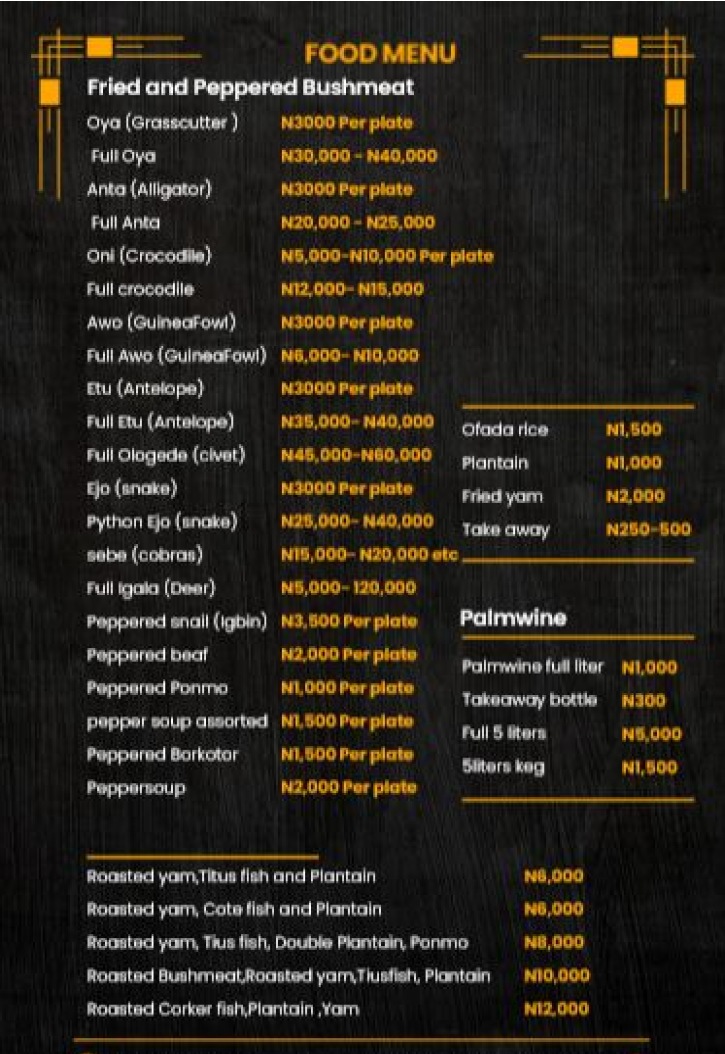 FOOD MENU
Fried and Peppered Bushmeat
Oya (Grasscutter ) N3000 Per plate
Full Oya N30,000 - N40,000
Anta (Alligator) N3000 Per plate
Full Anta N20,000 - N25,000
Oni (Crocodile) N5,000-N10,000 Per plate
Full crocodile N12,000- N15,000
Awo (GuineaFowl) N3000 Per plate
Full Awo (GuineaFowl) N6,000- N10,000
Etu (Antelope) N3000 Per plate
Full Etu (Antelope) N35,000- N40,000
Full Ologede (civet) N45,000-N60,000
Ejo (snake) N3000 Per plate
Python Ejo (snake) N25,000- N40,000
sebe (cobras) N15,000- N20,000 etc
Full Igala (Deer) N5,000- 120,000
Peppered snail (Igbin) N3,500 Per plate
Peppered beaf N2,000 Per plate
Peppered Ponmo N1,000 Per plate
pepper soup assorted N1,500 Per plate
Peppered Borkotor N1,500 Per plate
Peppersoup N2,000 Per plate
Ofada rice N1,500
Plantain N1,000
Fried yam N2,000
Take away N250-500
Palmwine
Palmwine full liter N1,000
Takeaway bottle N300
Full 5 liters N5,000
5liters keg N1,500
Roasted yam,Titus fish and Plantain N6,000
Roasted yam, Cote fish and Plantain N6,000
Roasted yam, Tius fish, Double Plantain, Ponmo N8,000
Roasted Bushmeat,Roasted yam,Tiusfish, Plantain N10,000
Roasted Corker fish,Plantain ,Yam N12,000